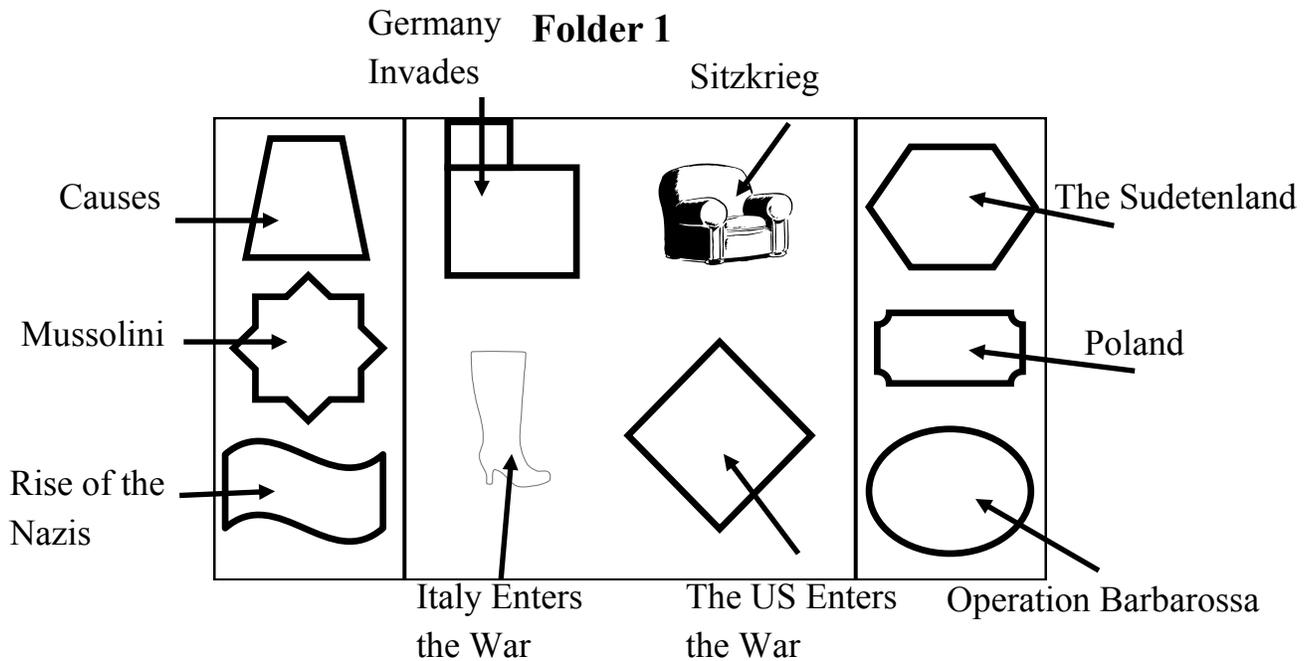 Folder 1
Germany
Invades
Sitzkrieg
Causes
The Sudetenland
Mussolini
Poland
Rise of the
Nazis
Italy Enters
the War
The US Enters
the War
Operation Barbarossa